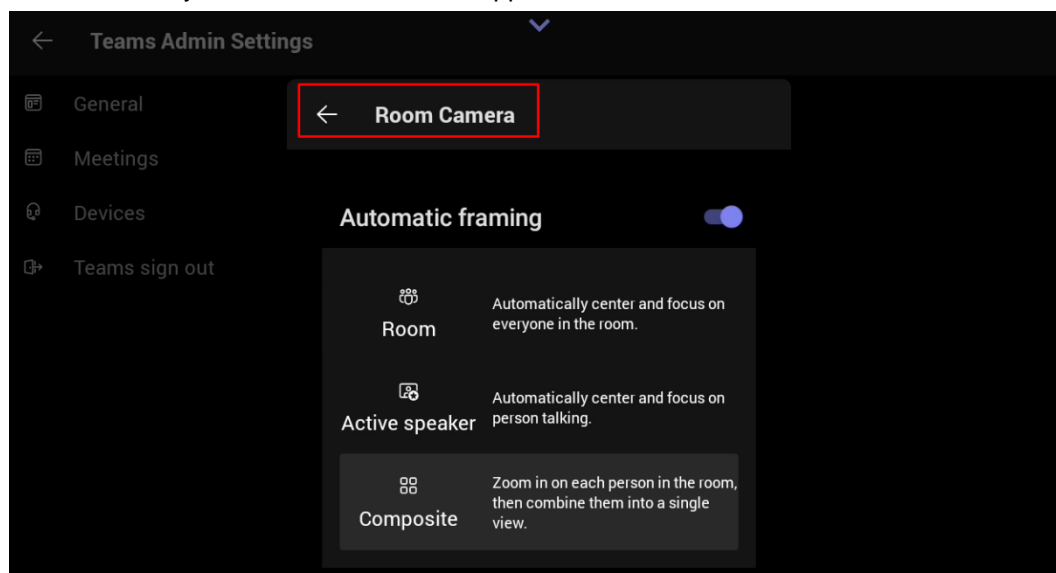 Teams Admin Settings
General
Meetings
Devices
Teams sign out
Room Camera
Automatic framing
Room
Automatically center and focus on
everyone in the room.
Active speaker
Automatically center and focus on
person talking.
Composite
Zoom in on each person in the room,
then combine them into a single
view.